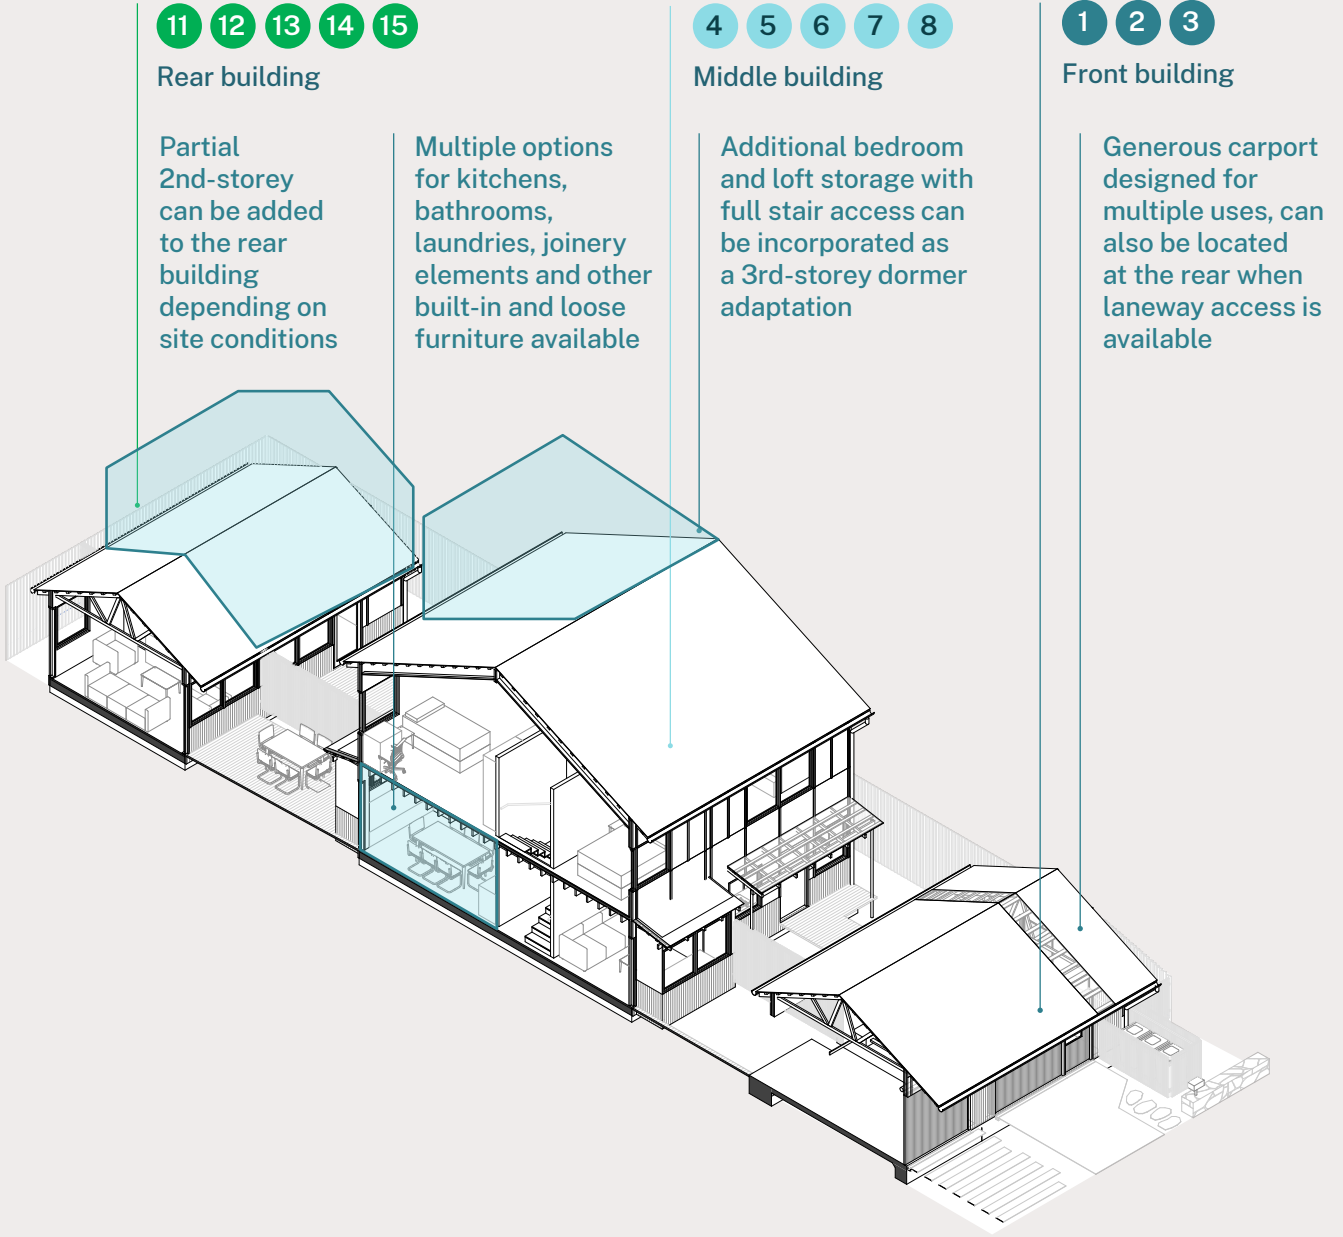 11 12 13 14 15
Rear building
Partial
2nd-storey
can be added
to the rear
building
depending on
site conditions
Multiple options
for kitchens,
bathrooms,
laundries, joinery
elements and other
built-in and loose
furniture available
4 5 6 7 8
Middle building
Additional bedroom
and loft storage with
full stair access can
be incorporated as
a 3rd-storey dormer
adaptation
1 2 3
Front building
Generous carport
designed for
multiple uses, can
also be located
at the rear when
laneway access is
available